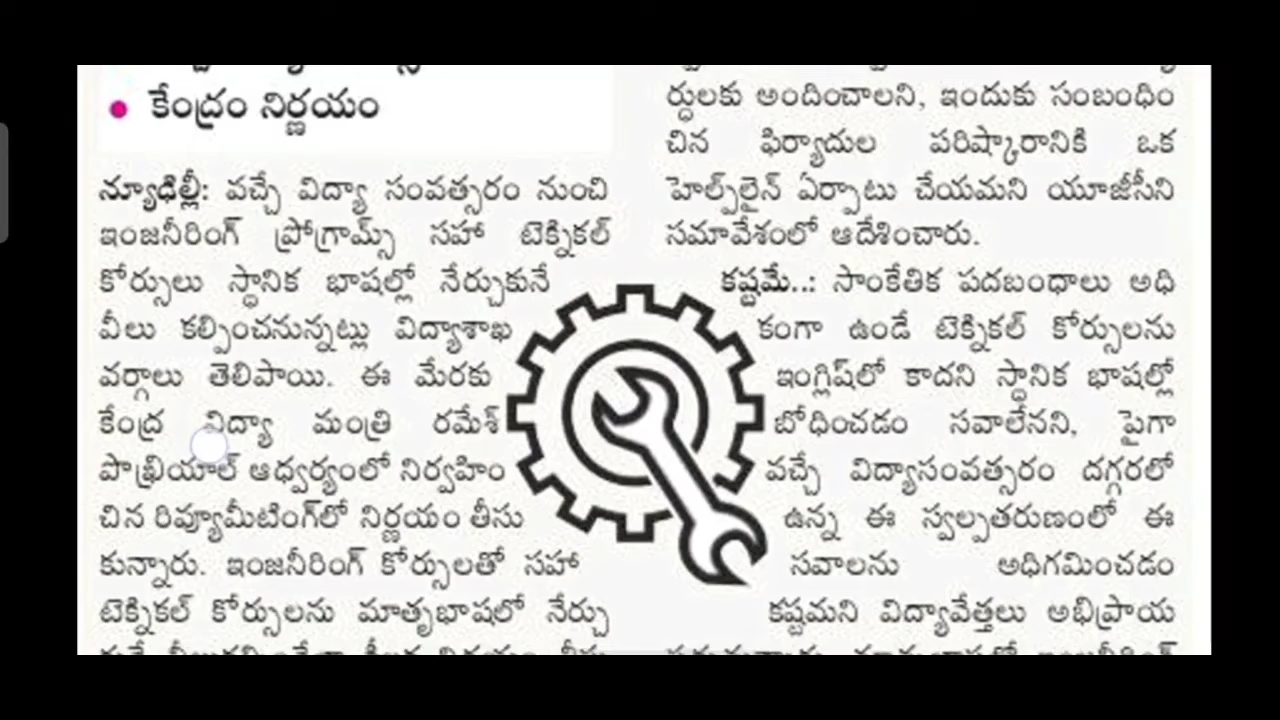 కేంద్రం నిర్ణయం
న్యూఢిల్లీ: వచ్చే విద్యా సంవత్సరం నుంచి
ఇంజనీరింగ్ ప్రోగ్రామ్స్ సహా టెక్నికల్
కోర్సులు స్థానిక భాషల్లో నేర్చుకునే
వీలు కల్పించనున్నట్లు విద్యాశాఖ
వర్గాలు తెలిపాయి. ఈ మేరకు
కేంద్ర విద్యా మంత్రి రమేశ్
పొఖ్రియాల్ ఆధ్వర్యంలో నిర్వహిం
చిన రివ్యూమీటింగ్‌లో నిర్ణయం తీసు
కున్నారు. ఇంజనీరింగ్ కోర్సులతో సహా
టెక్నికల్ కోర్సులను మాతృభాషలో నేర్చు
ర్థులకు అందించాలని, ఇందుకు సంబంధిం
చిన ఫిర్యాదుల పరిష్కారానికి ఒక
హెల్ప్‌లైన్ ఏర్పాటు చేయమని యూజీసీని
సమావేశంలో ఆదేశించారు.
కష్టమే..: సాంకేతిక పదబంధాలు అధి
కంగా ఉండే టెక్నికల్ కోర్సులను
ఇంగ్లిష్‌లో కాదని స్థానిక భాషల్లో
బోధించడం సవాలేనని, పైగా
వచ్చే విద్యాసంవత్సరం దగ్గరలో
ఉన్న ఈ స్వల్పతరుణంలో ఈ
సవాలను అధిగమించడం
కష్టమని విద్యావేత్తలు అభిప్రాయ